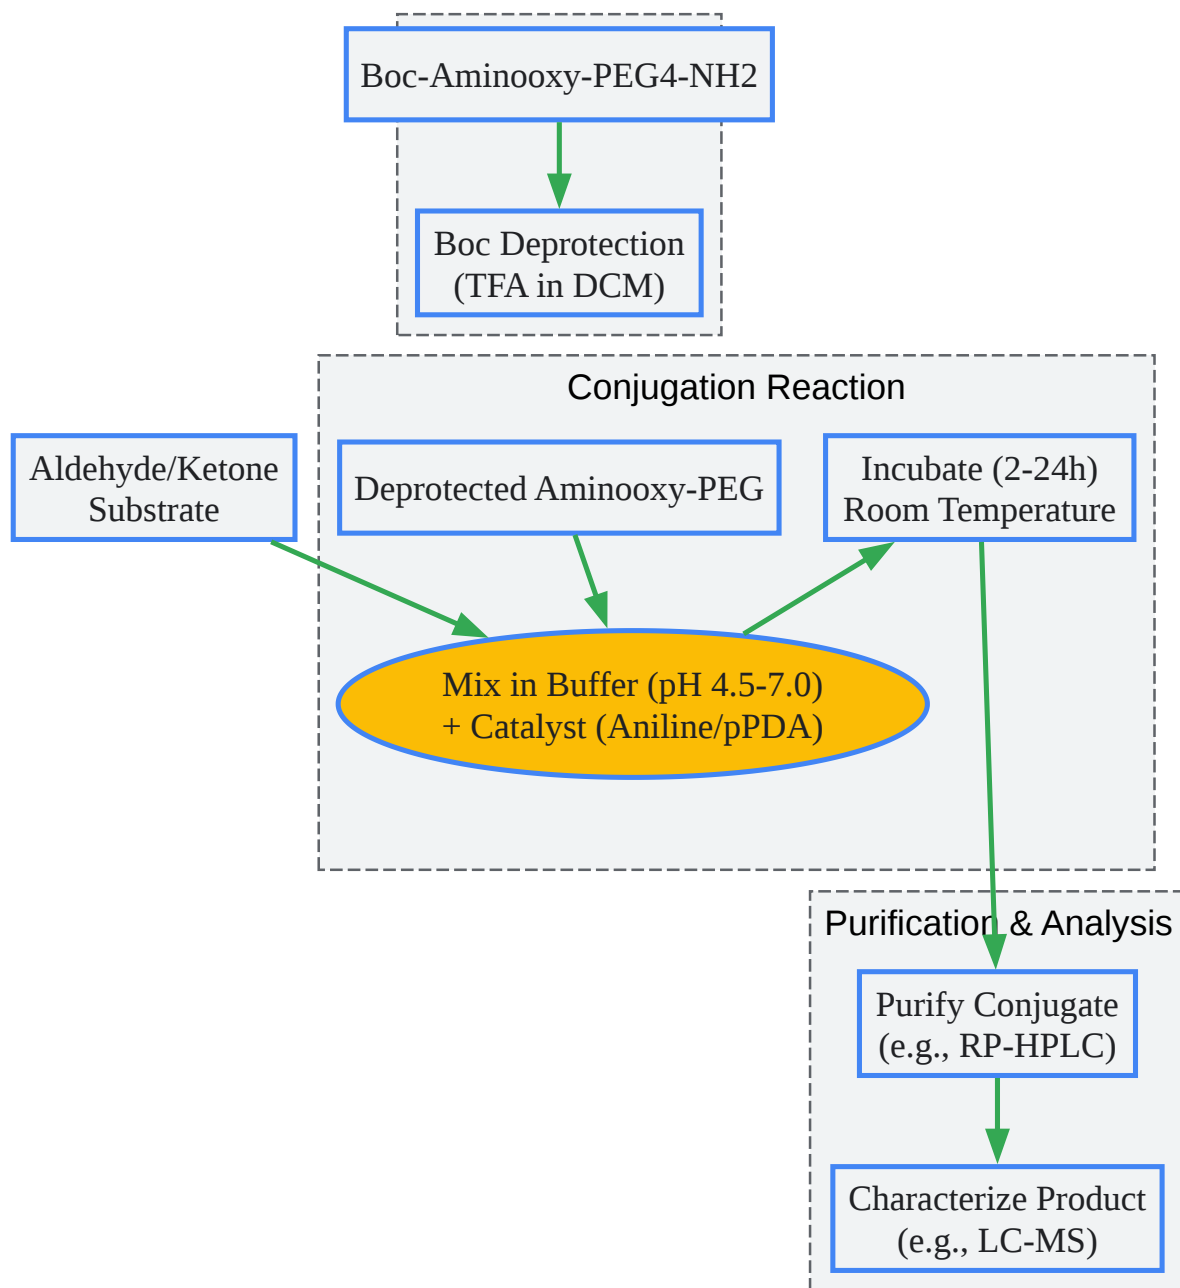 Boc-Aminooxy-PEG4-NH2
Boc Deprotection
(TFA in DCM)
Conjugation Reaction
Aldehyde/Ketone
Substrate
Deprotected Aminooxy-PEG
Incubate (2-24h)
Room Temperature
Mix in Buffer (pH 4.5-7.0)
+ Catalyst (Aniline/pPDA)
Purification & Analysis
Purify Conjugate
(e.g., RP-HPLC)
Characterize Product
(e.g., LC-MS)